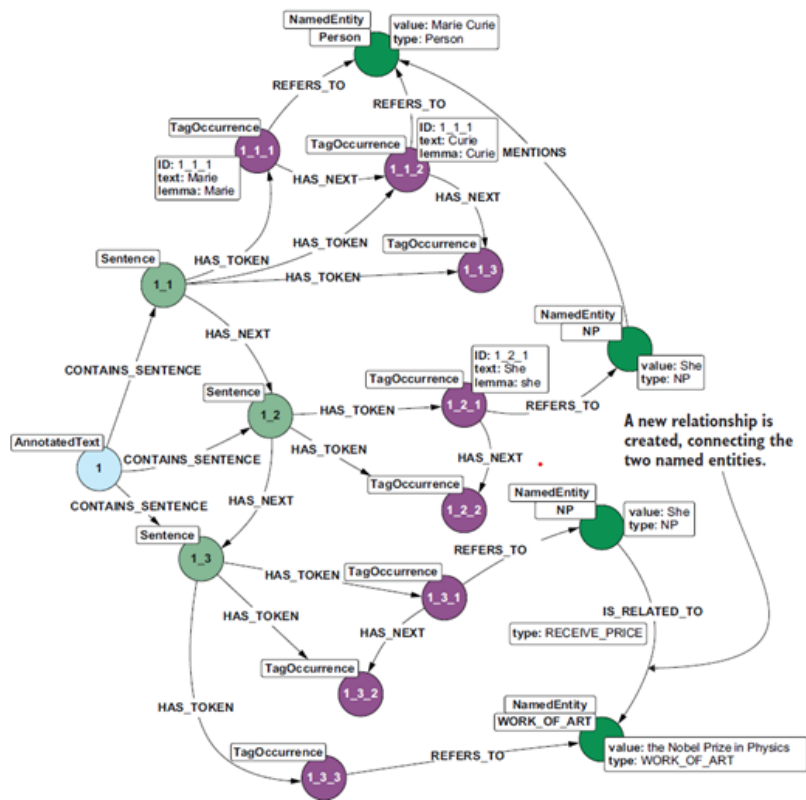 NamedEntity
Person
value: Marie Curie
type: Person
REFERS_TO
REFERS_TO
TagOccurrence
1_1_1
ID: 1_1_1
text: Marie
lemma: Marie
HAS_NEXT
TagOccurrence
1_1_2
ID: 1_1_1
text: Curie
lemma: Curie
MENTIONS
HAS_NEXT
TagOccurrence
1_1_3
HAS_TOKEN
HAS_TOKEN
HAS_TOKEN
Sentence
1_1
HAS_NEXT
CONTAINS_SENTENCE
NamedEntity
NP
value: She
type: NP
ID: 1_2_1
text: She
lemma: she
TagOccurrence
1_2_1
REFERS_TO
Sentence
1_2
HAS_TOKEN
HAS_TOKEN
HAS_NEXT
TagOccurrence
1_2_2
A new relationship is
created, connecting the
two named entities.
AnnotatedText
1
CONTAINS_SENTENCE
CONTAINS_SENTENCE
HAS_NEXT
Sentence
1_3
NamedEntity
NP
value: She
type: NP
REFERS_TO
HAS_TOKEN
TagOccurrence
1_3_1
HAS_TOKEN
HAS_NEXT
TagOccurrence
1_3_2
IS_RELATED_TO
type: RECEIVE_PRICE
HAS_TOKEN
NamedEntity
WORK_OF_ART
value: the Nobel Prize in Physics
type: WORK_OF_ART
TagOccurrence
1_3_3
REFERS_TO